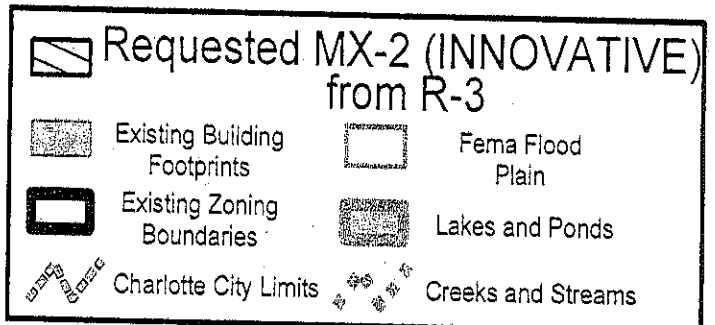 Requested MX-2 (INNOVATIVE)
from R-3
Existing Building
Footprints
Fema Flood
Plain
Existing Zoning
Boundaries
Lakes and Ponds
Charlotte City Limits
Creeks and Streams